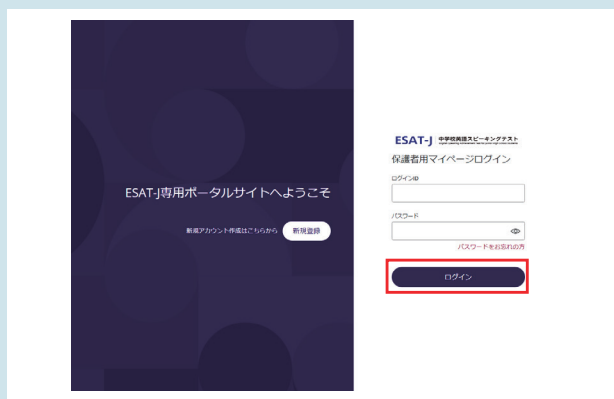 ESAT-J専用ポータルサイトへようこそ
新規アカウント作成はこちらから 新規登録
ESAT-J 中学校英語スピーキングテスト
保護者用マイページログイン
ログインID
パスワード
パスワードをお忘れの方
ログイン